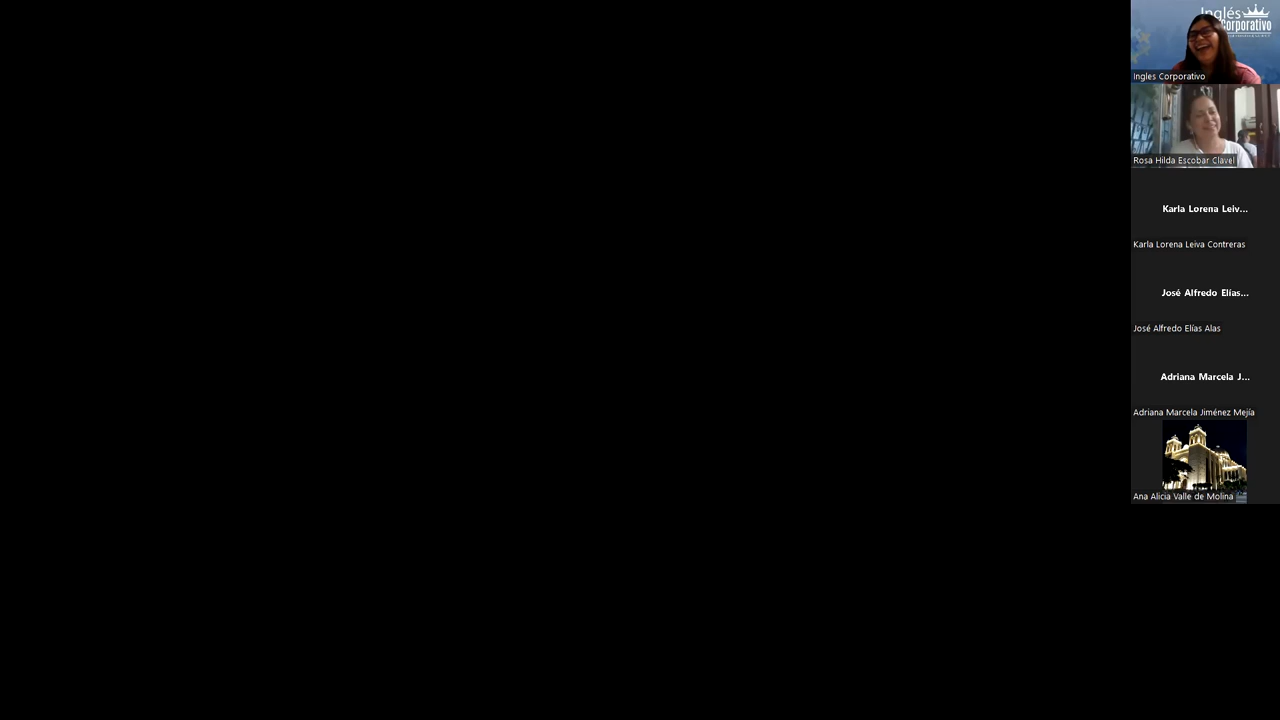 Inglés
Corporativo
Ingles Corporativo
Rosa Hilda Escobar Clavel
Karla Lorena Leiv...
Karla Lorena Leiva Contreras
José Alfredo Elías...
José Alfredo Elías Alas
Adriana Marcela J...
Adriana Marcela Jiménez Mejía
Ana Alicia Valle de Molina